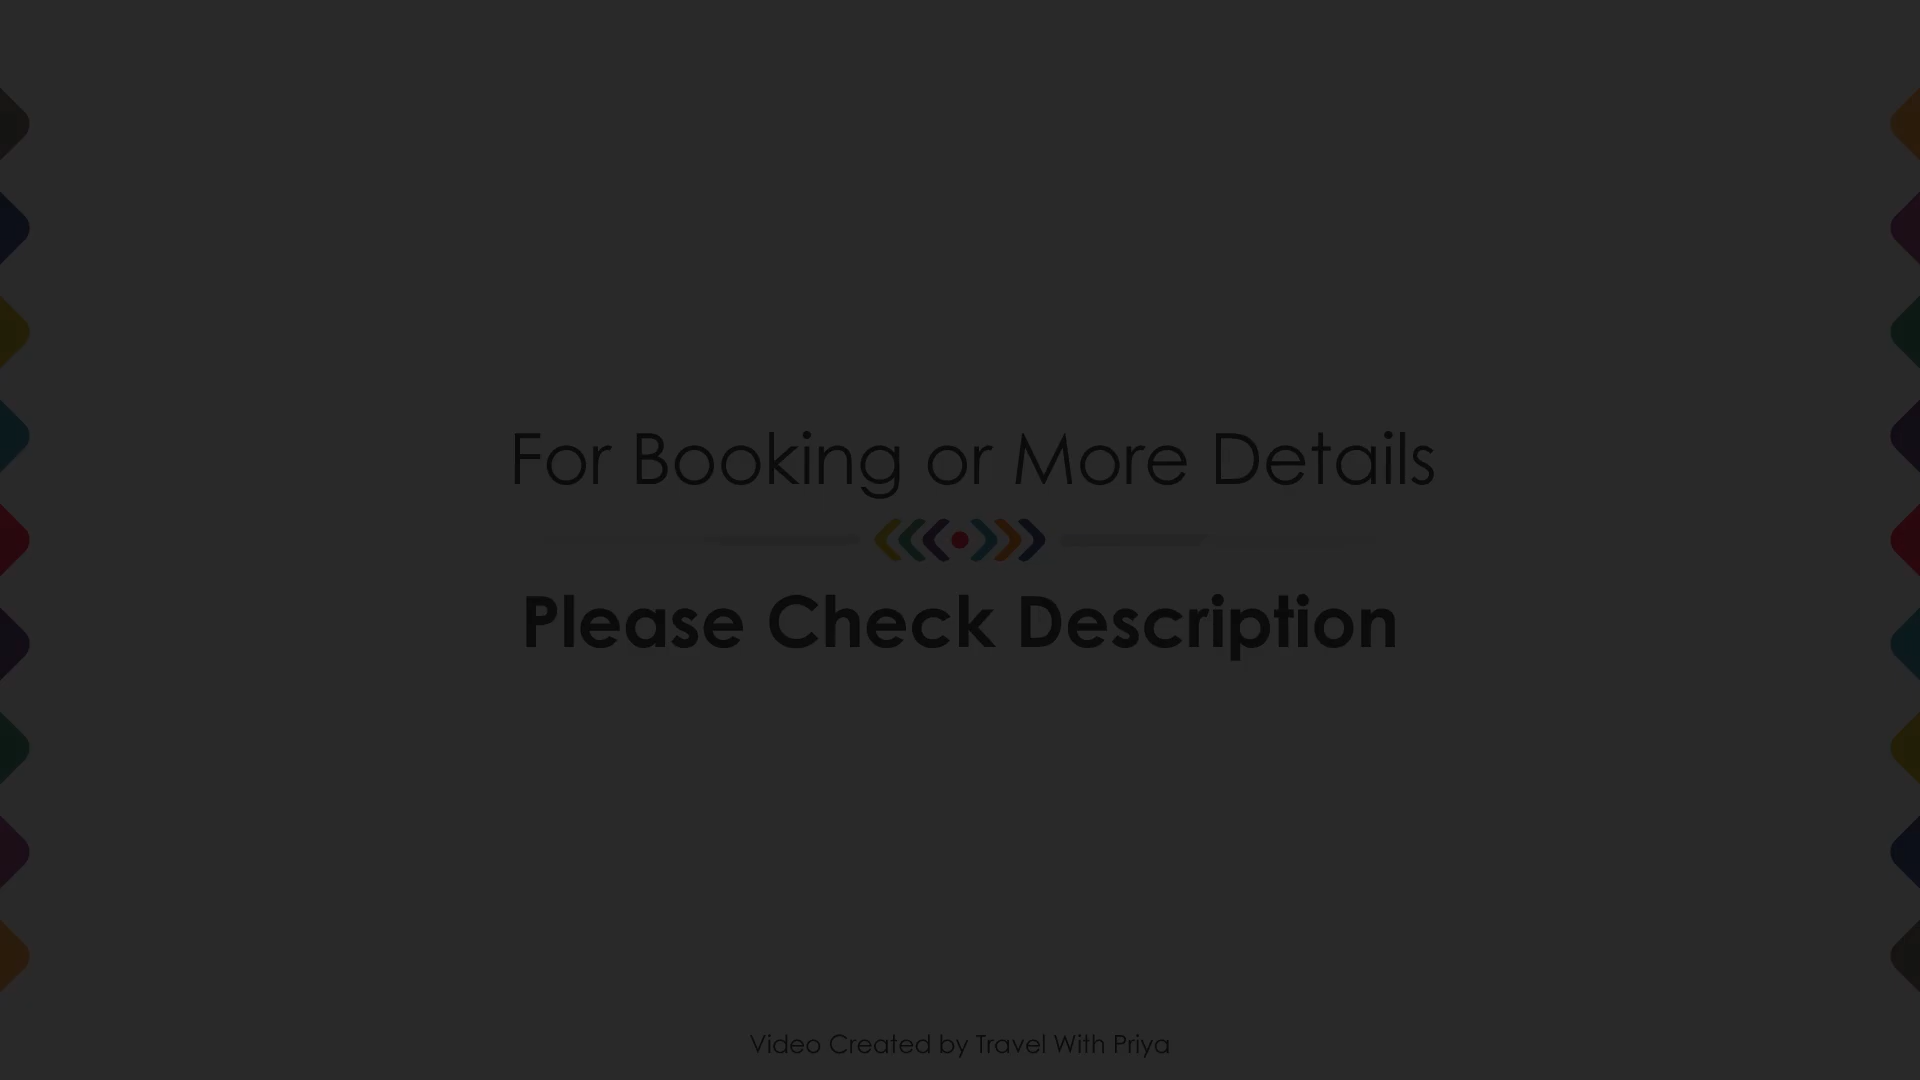 For Booking or More Details
Please Check Description
Video Created by Travel With Priya